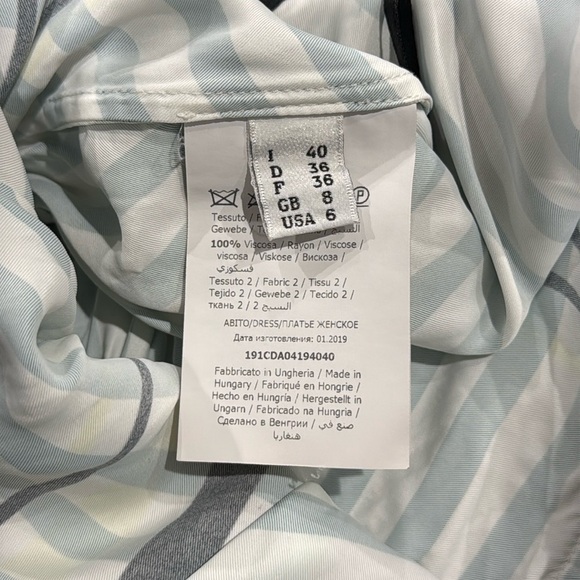 I 40
D 36
F 36
GB 8
USA 6
P
Tessuto /
Gewebe /
100% Viscosa / Rayon / Viscose /
viscosa / Viskose / Вискоза /
فسكوزي
Tessuto 2 / Fabric 2 / Tissu 2 /
Tejido 2 / Gewebe 2 / Tecido 2 /
ткань 2 / 2 النسيج
ABITO/DRESS/ПЛАТЬЕ ЖЕНСКОЕ
Дата изготовления: 01.2019
191CDA04194040
Fabbricato in Ungheria / Made in
Hungary / Fabriqué en Hongrie /
Hecho en Hungría / Hergestellt in
Ungarn / Fabricado na Hungria /
Сделано в Венгрии / صنع في
هنغاريا